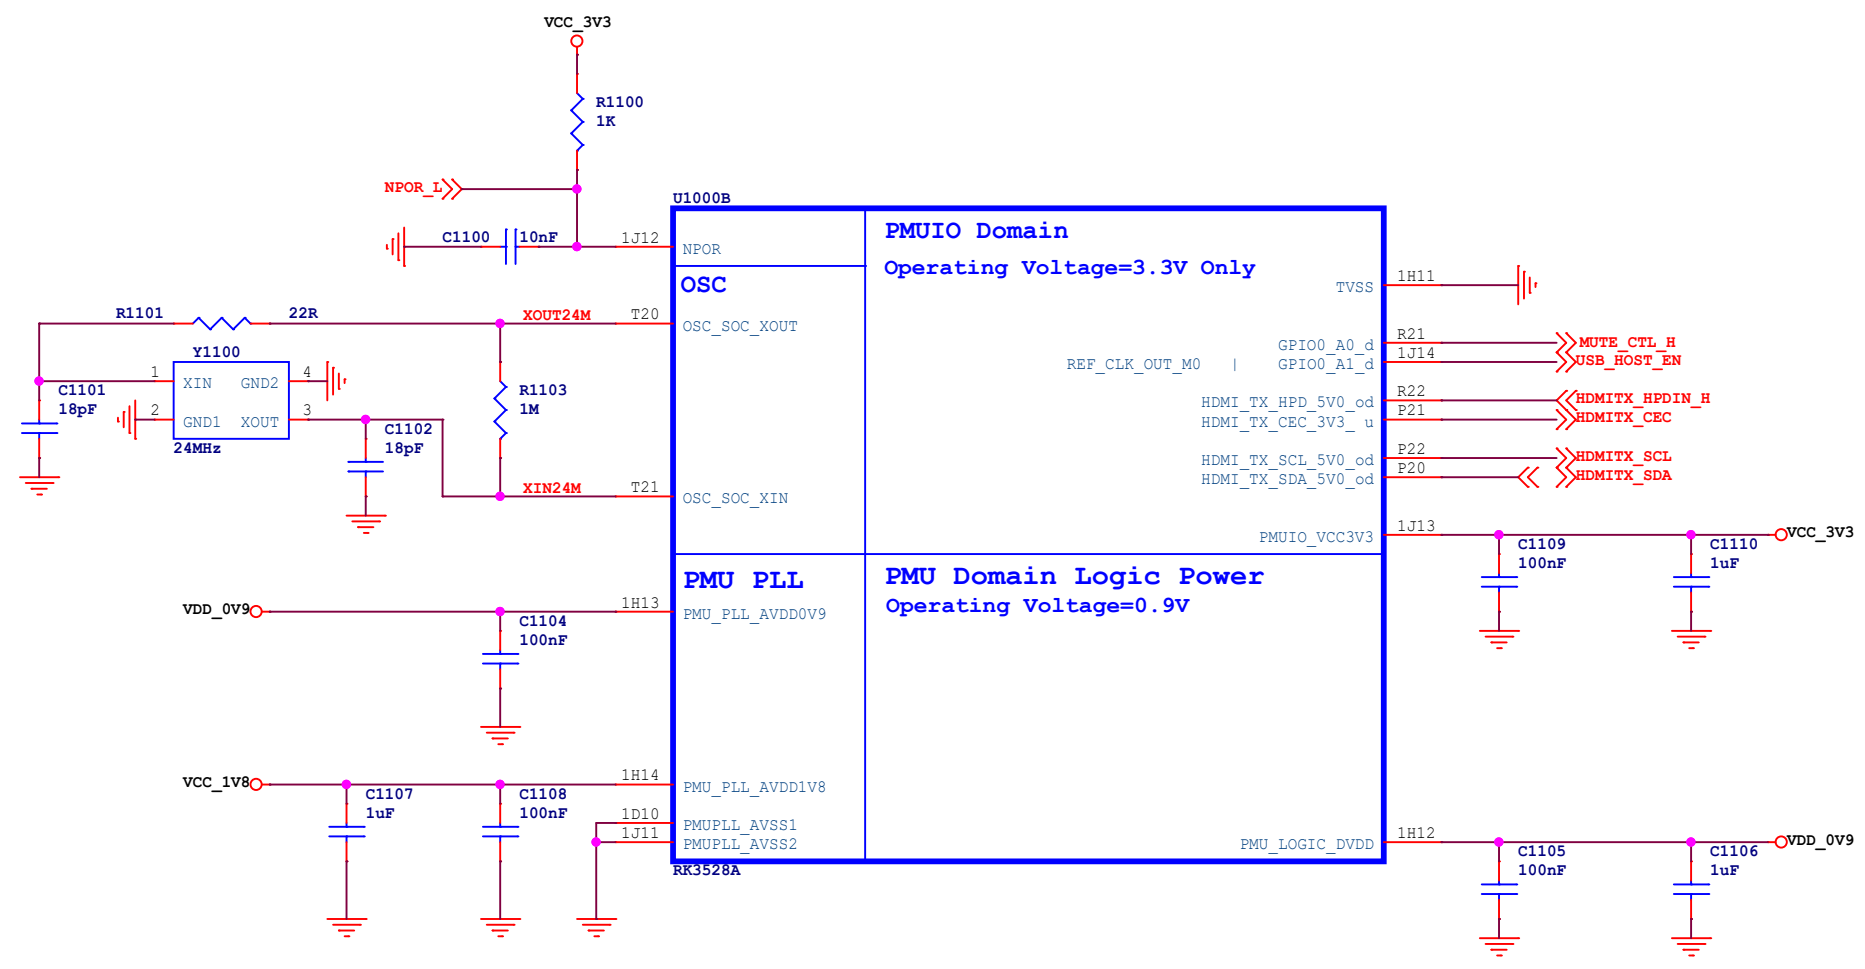 VCC_3V3
R1100
1K
NPOR_L
U1000B
C1100 10nF 1J12
NPOR
PMUIO Domain
Operating Voltage=3.3V Only
OSC
1H11
TVSS
R1101 22R
XOUT24M T20
OSC_SOC_XOUT
R21
GPIO0_A0_d
MUTE_CTL_H
1J14
REF_CLK_OUT_M0 | GPIO0_A1_d
USB_HOST_EN
Y1100
1 XIN GND2 4
2 GND1 XOUT 3
24MHz
C1101
18pF
C1102
18pF
R1103
1M
R22
HDMI_TX_HPD_5V0_od
HDMITX_HPDIN_H
P21
HDMI_TX_CEC_3V3_ u
HDMITX_CEC
P22
HDMI_TX_SCL_5V0_od
HDMITX_SCL
P20
HDMI_TX_SDA_5V0_od
HDMITX_SDA
XIN24M T21
OSC_SOC_XIN
1J13
PMUIO_VCC3V3
VCC_3V3
C1109
100nF
C1110
1uF
PMU PLL
PMU Domain Logic Power
Operating Voltage=0.9V
VDD_0V9
1H13
PMU_PLL_AVDD0V9
C1104
100nF
VCC_1V8
1H14
PMU_PLL_AVDD1V8
C1107
1uF
C1108
100nF
1D10
PMUPLL_AVSS1
1J11
PMUPLL_AVSS2
1H12
PMU_LOGIC_DVDD
VDD_0V9
C1105
100nF
C1106
1uF
RK3528A